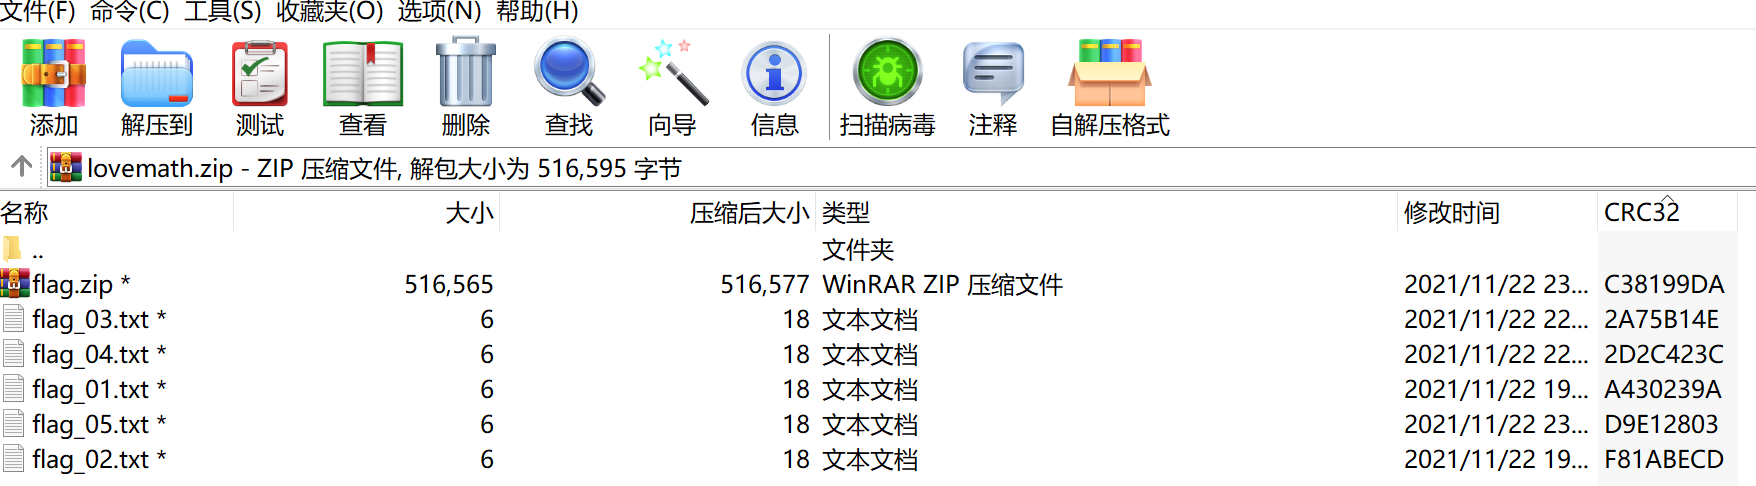 文件(F) 命令(C) 工具(S) 收藏夹(O) 选项(N) 帮助(H)
添加 解压到 测试 查看 删除 查找 向导 信息 扫描病毒 注释 自解压格式
lovemath.zip - ZIP 压缩文件, 解包大小为 516,595 字节
名称 大小 压缩后大小 类型 修改时间 CRC32
.. 文件夹
flag.zip * 516,565 516,577 WinRAR ZIP 压缩文件 2021/11/22 23... C38199DA
flag_03.txt * 6 18 文本文档 2021/11/22 22... 2A75B14E
flag_04.txt * 6 18 文本文档 2021/11/22 22... 2D2C423C
flag_01.txt * 6 18 文本文档 2021/11/22 19... A430239A
flag_05.txt * 6 18 文本文档 2021/11/22 23... D9E12803
flag_02.txt * 6 18 文本文档 2021/11/22 19... F81ABECD